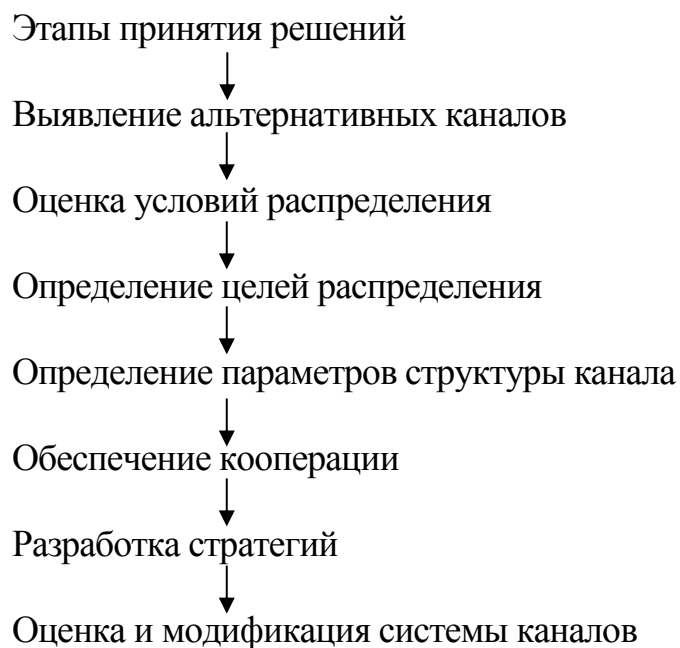 Этапы принятия решений
Выявление альтернативных каналов
Оценка условий распределения
Определение целей распределения
Определение параметров структуры канала
Обеспечение кооперации
Разработка стратегий
Оценка и модификация системы каналов